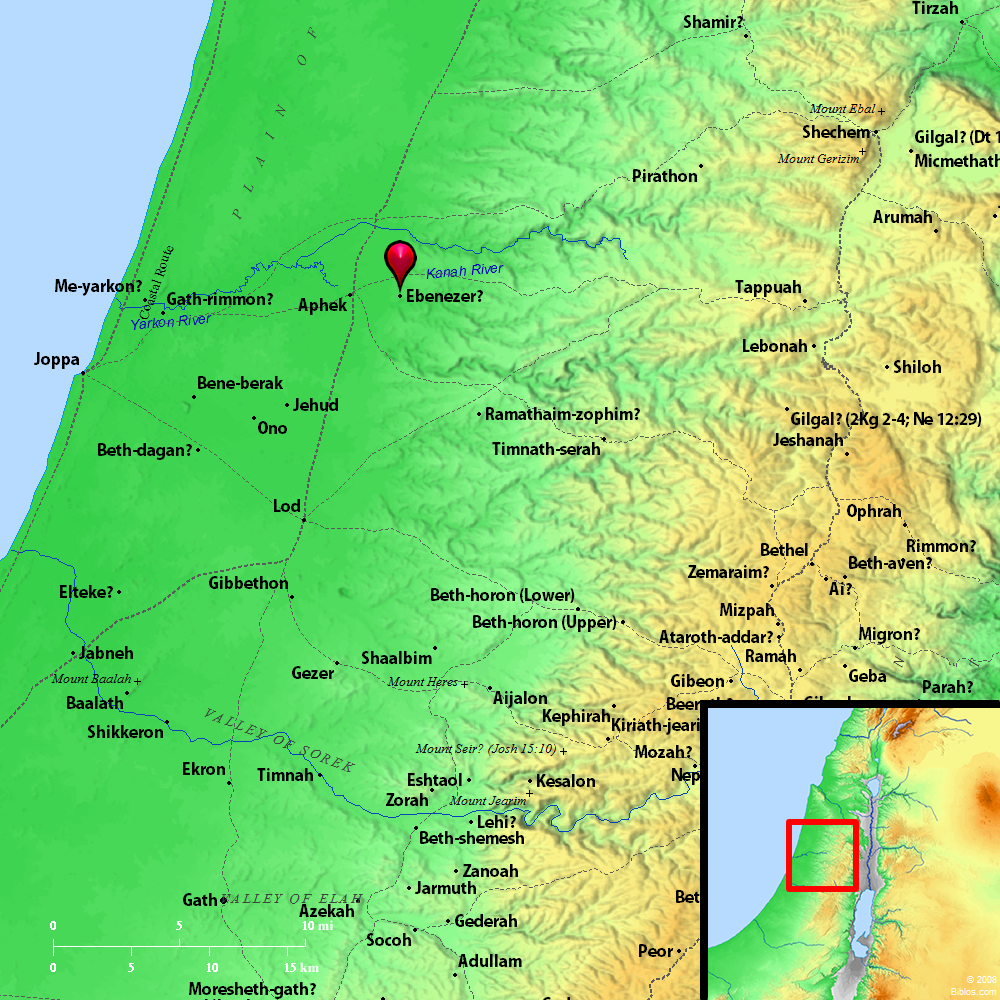 Shamir?
Tirzah
PLAIN OF
Mount Ebal
Shechem
Gilgal? (Dt 1
Micmethath
Mount Gerizim
Pirathon
Arumah
Coastal Route
Kanah River
Me-yarkon?
Gath-rimmon?
Aphek
Ebenezer?
Tappuah
Yarkon River
Lebonah
Joppa
Shiloh
Bene-berak
Jehud
Ono
Ramathaim-zophim?
Gilgal? (2Kg 2-4; Ne 12:29)
Jeshanah
Beth-dagan?
Timnath-serah
Lod
Ophrah
Bethel
Rimmon?
Beth-aven?
Zemaraim?
Ai?
Elteke?
Gibbethon
Beth-horon (Lower)
Mizpah
Beth-horon (Upper)
Ataroth-addar?
Migron?
Jabneh
Shaalbim
Ramah
Gezer
Geba
Mount Baalah
Mount Heres
Gibeon
Parah?
Baalath
Aijalon
Kephirah
Shikkeron
VALLEY OF SOREK
Kiriath-jeari
Mount Seir? (Josh 15:10)
Mozah?
Ekron
Timnah
Eshtaol
Kesalon
Nep
Zorah
Mount Jearim
Lehi?
Beth-shemesh
Zanoah
Jarmuth
Gath
VALLEY OF ELAH
Azekah
Bet
Gederah
0 5 10 mi
Socoh
Peor
0 5 10 15 km
Adullam
Moresheth-gath?
© 2008
Biblos.com